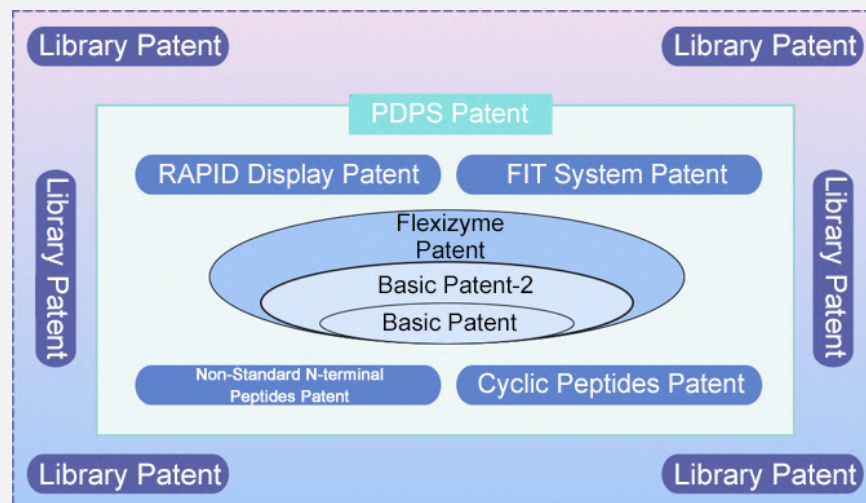 Library Patent
Library Patent
PDPS Patent
RAPID Display Patent
FIT System Patent
Library Patent
Library Patent
Flexizyme
Patent
Basic Patent-2
Basic Patent
Non-Standard N-terminal
Peptides Patent
Cyclic Peptides Patent
Library Patent
Library Patent